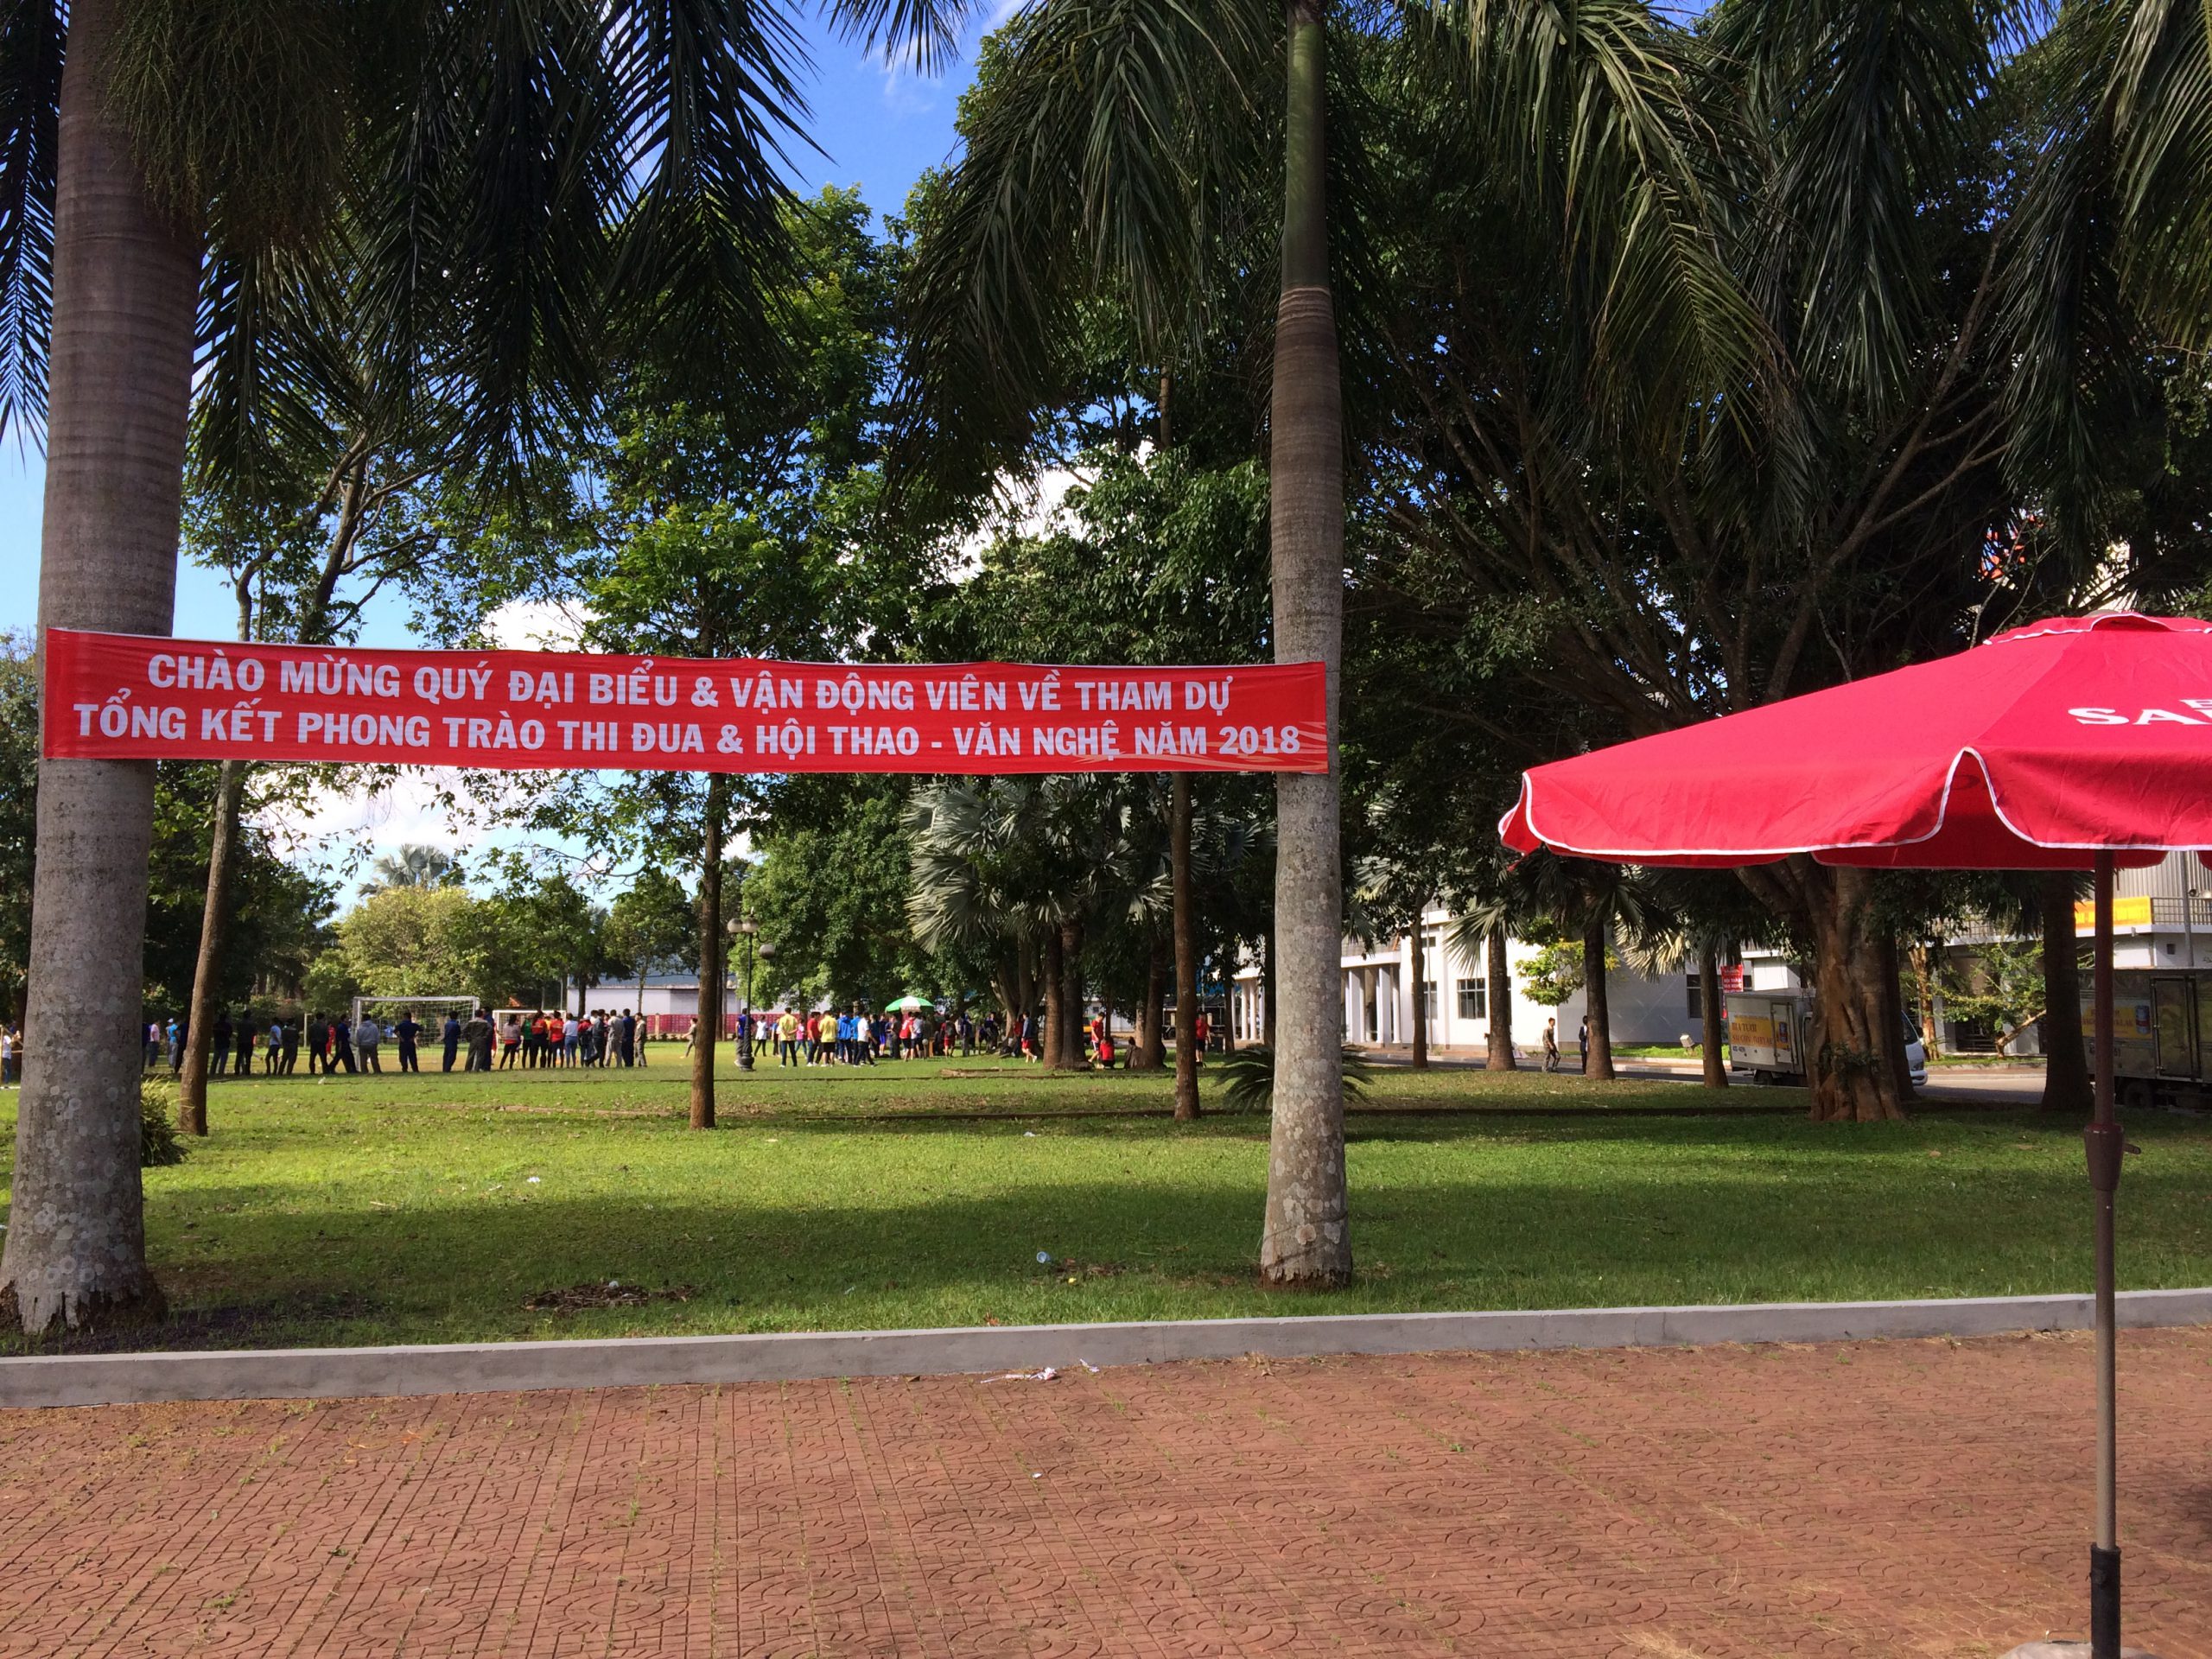 CHÀO MỪNG QUÝ ĐẠI BIỂU & VẬN ĐỘNG VIÊN VỀ THAM DỰ
TỔNG KẾT PHONG TRÀO THI ĐUA & HỘI THAO - VĂN NGHỆ NĂM 2018